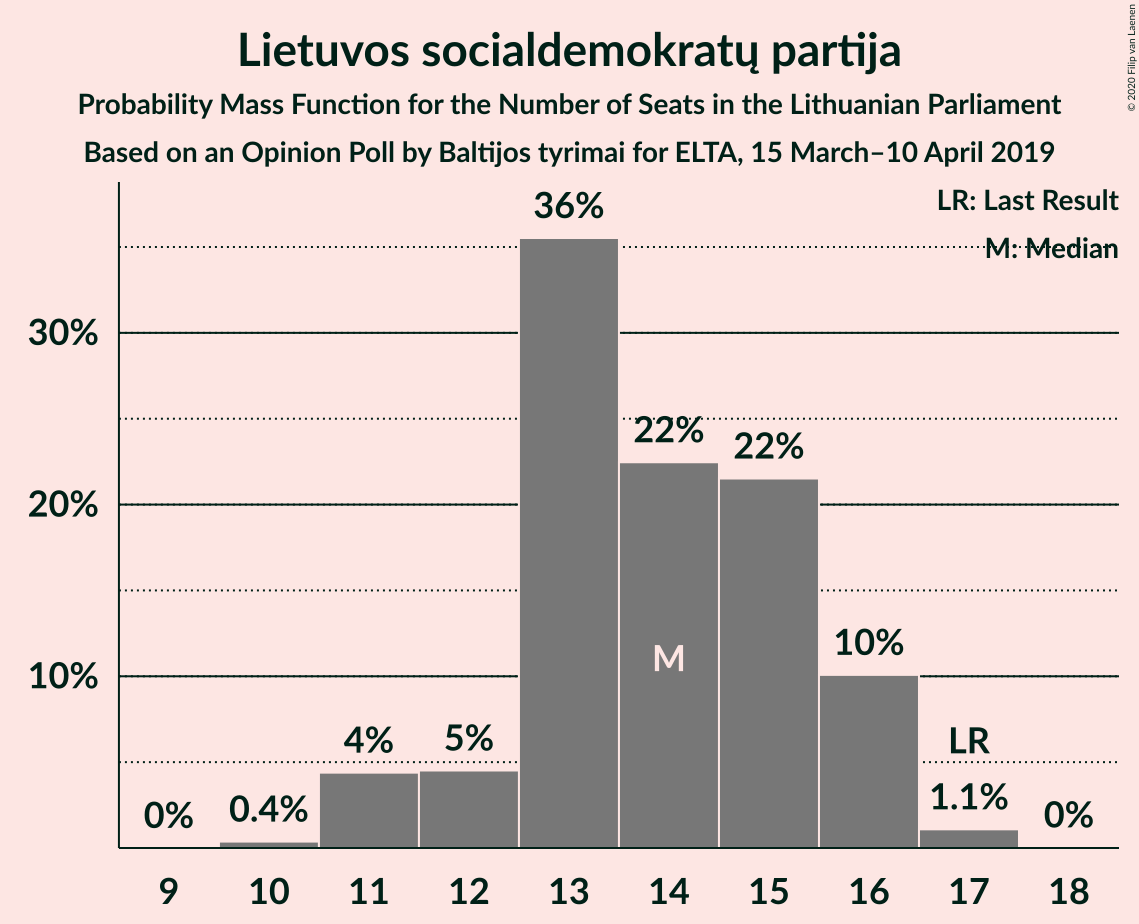 Lietuvos socialdemokratų partija
Probability Mass Function for the Number of Seats in the Lithuanian Parliament
Based on an Opinion Poll by Baltijos tyrimai for ELTA, 15 March–10 April 2019
© 2020 Filip van Laenen
LR: Last Result
M: Median
36%
30%
22%
22%
20%
M
10%
10%
LR
4%
5%
1.1%
0%
0.4%
0%
9 10 11 12 13 14 15 16 17 18